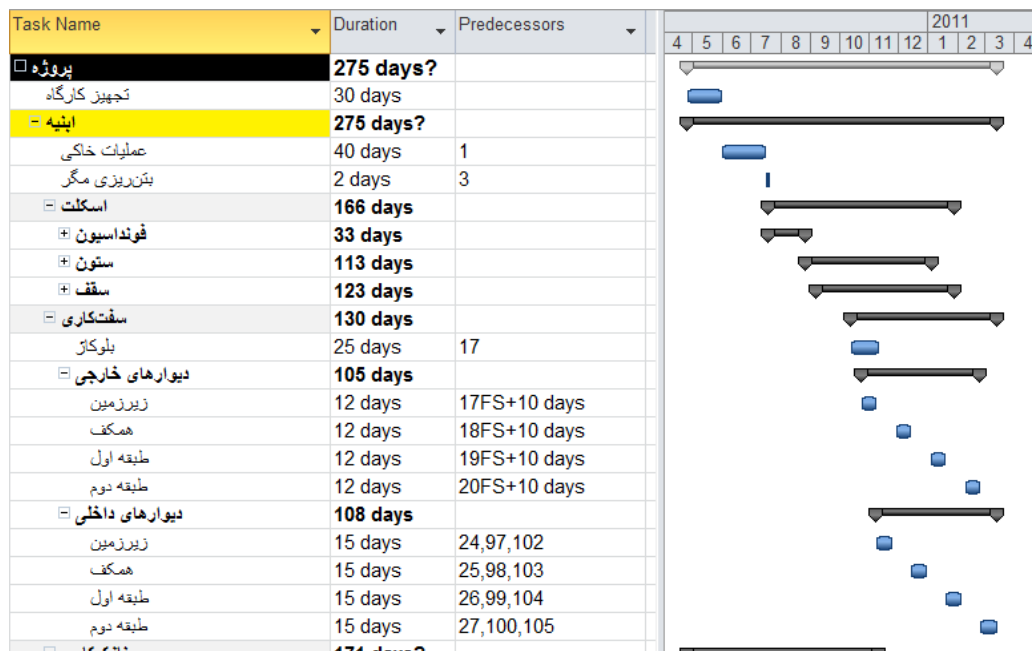 Task Name Duration Predecessors 2011
4 5 6 7 8 9 10 11 12 1 2 3 4
پروژه 275 days?
تجهیز کارگاه 30 days
ابنیه 275 days?
عملیات خاکی 40 days 1
بتن‌ریزی مگر 2 days 3
اسکلت 166 days
فونداسیون 33 days
ستون 113 days
سقف 123 days
سفت‌کاری 130 days
بلوکاژ 25 days 17
دیوارهای خارجی 105 days
زیرزمین 12 days 17FS+10 days
همکف 12 days 18FS+10 days
طبقه اول 12 days 19FS+10 days
طبقه دوم 12 days 20FS+10 days
دیوارهای داخلی 108 days
زیرزمین 15 days 24,97,102
همکف 15 days 25,98,103
طبقه اول 15 days 26,99,104
طبقه دوم 15 days 27,100,105
171 days?